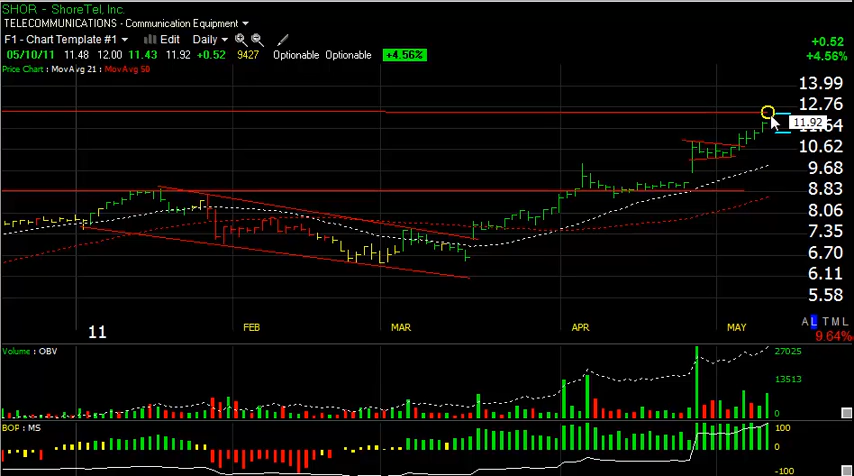 SHOR - ShoreTel, Inc.
TELECOMMUNICATIONS - Communication Equipment
F1 - Chart Template #1 Edit Daily
05/10/11 11.48 12.00 11.43 11.92 +0.52 9427 Optionable Optionable +4.56%
+0.52
+4.56%
Price Chart : MovAvg 21 : MovAvg 50
13.99
12.76
11.92
11.64
10.62
9.68
8.83
8.06
7.35
6.70
6.11
5.58
A L T M L
11 FEB MAR APR MAY
9.64%
Volume : OBV
27025
13513
0
BOP : MS
100
0
-100